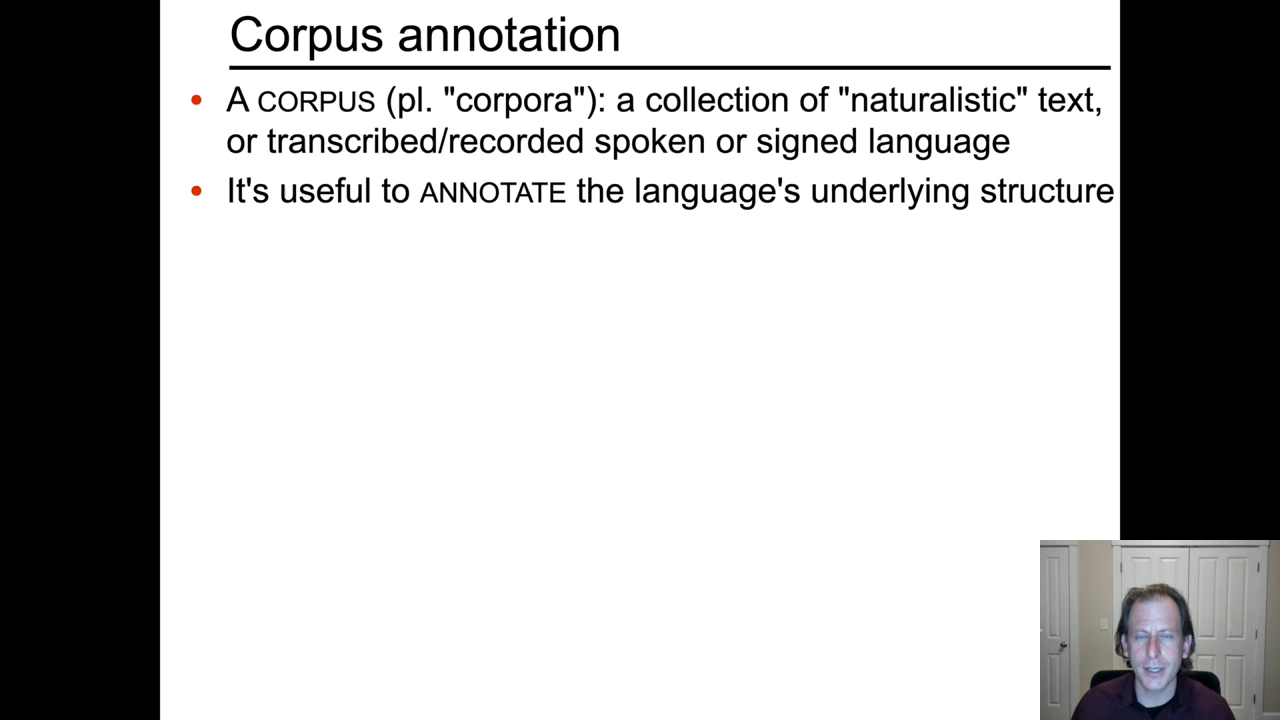 Corpus annotation
• A CORPUS (pl. "corpora"): a collection of "naturalistic" text,
or transcribed/recorded spoken or signed language
• It's useful to ANNOTATE the language's underlying structure